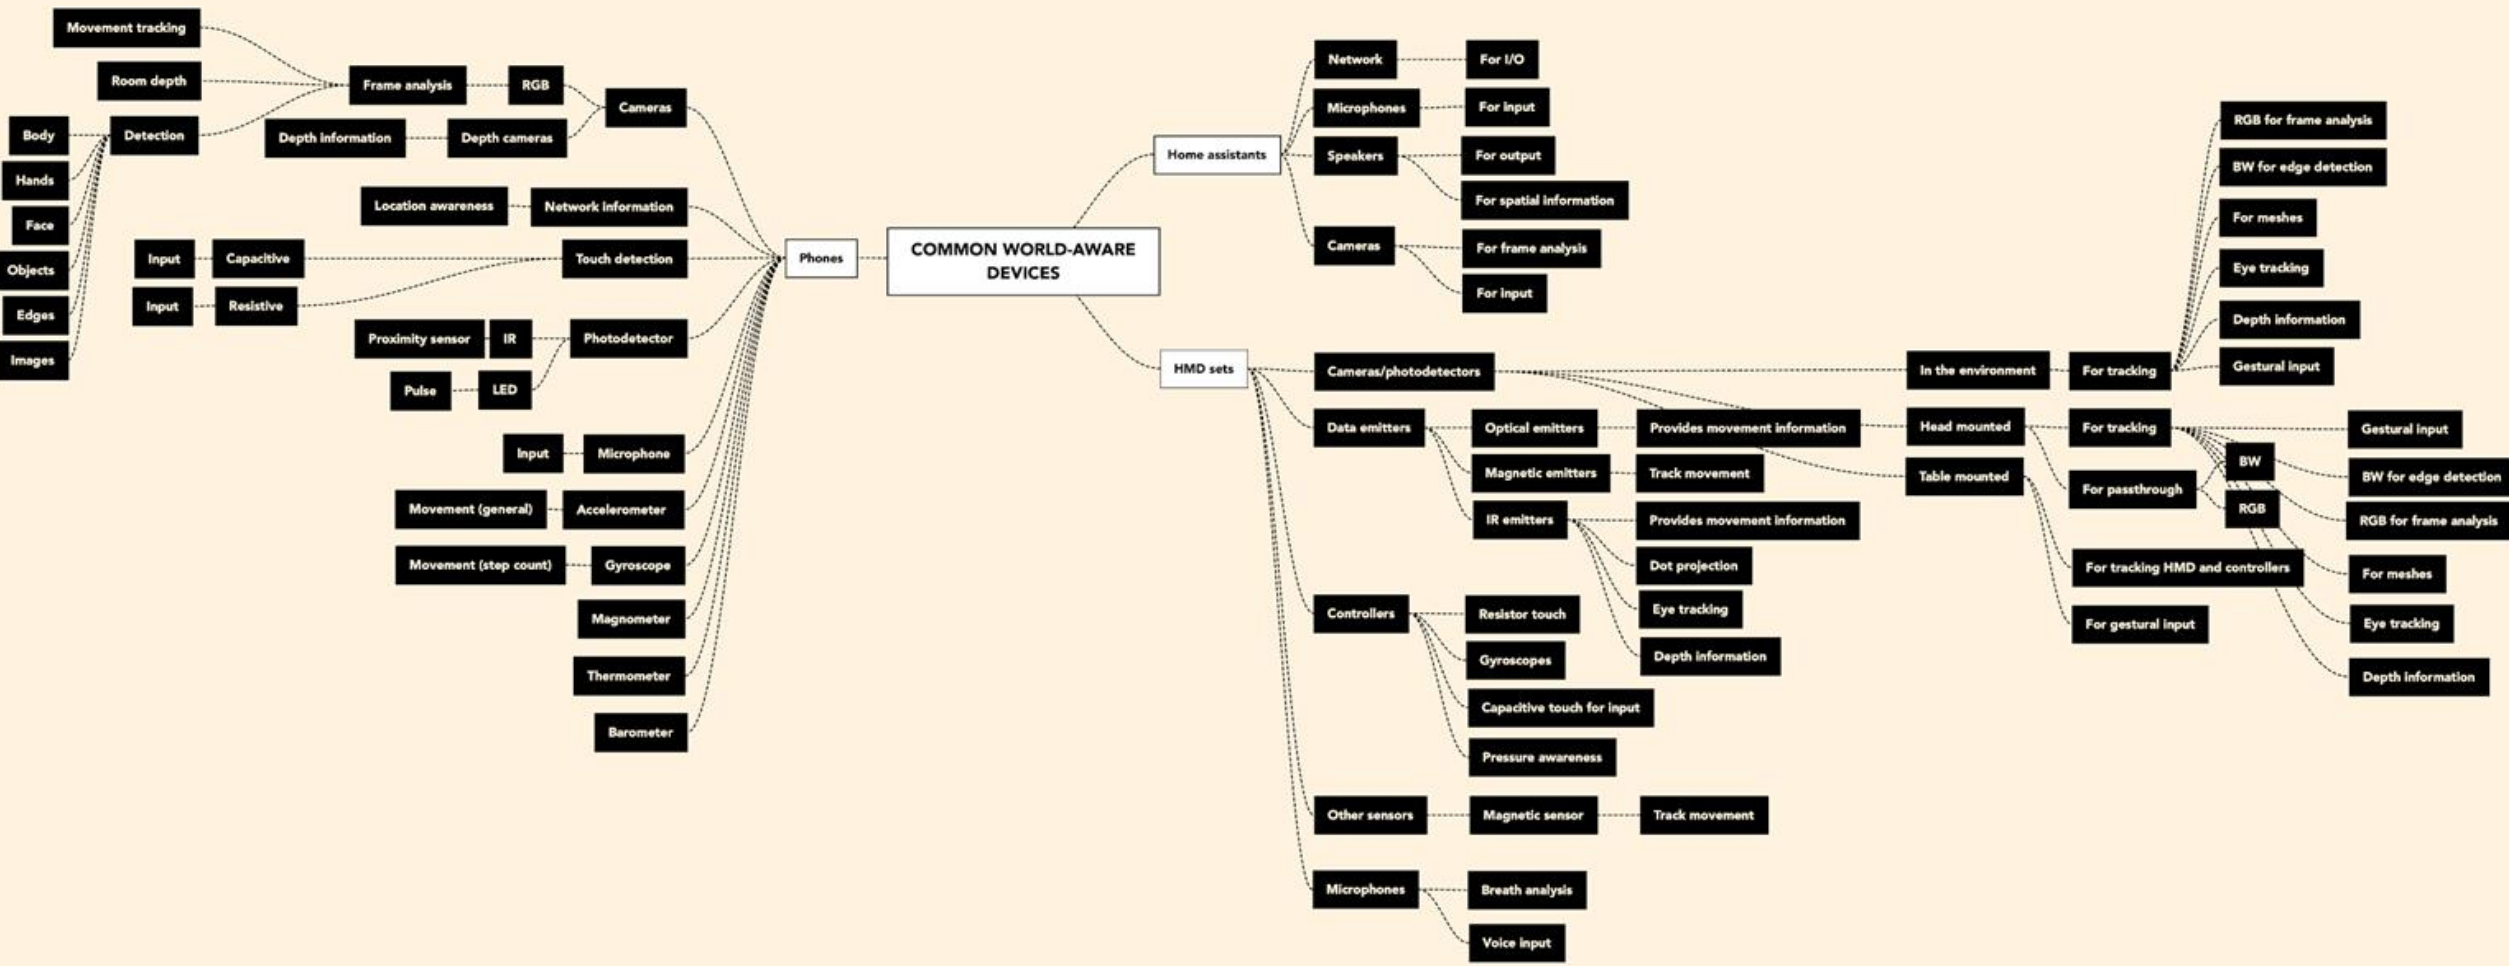 COMMON WORLD-AWARE
DEVICES
Phones
Cameras
RGB
Frame analysis
Movement tracking
Room depth
Detection
Body
Hands
Face
Objects
Edges
Images
Depth cameras
Depth information
Network information
Location awareness
Touch detection
Capacitive
Input
Resistive
Input
Photodetector
IR
Proximity sensor
LED
Pulse
Microphone
Input
Accelerometer
Movement (general)
Gyroscope
Movement (step count)
Magnometer
Thermometer
Barometer
Home assistants
Network
For I/O
Microphones
For input
Speakers
For output
For spatial information
Cameras
For frame analysis
For input
HMD sets
Cameras/photodetectors
In the environment
For tracking
RGB for frame analysis
BW for edge detection
For meshes
Eye tracking
Depth information
Gestural input
Head mounted
For tracking
Gestural input
BW for edge detection
RGB for frame analysis
For meshes
Eye tracking
Depth information
For passthrough
BW
RGB
Table mounted
For tracking HMD and controllers
For gestural input
Data emitters
Optical emitters
Provides movement information
Magnetic emitters
Track movement
IR emitters
Provides movement information
Dot projection
Eye tracking
Depth information
Controllers
Resistor touch
Gyroscopes
Capacitive touch for input
Pressure awareness
Other sensors
Magnetic sensor
Track movement
Microphones
Breath analysis
Voice input